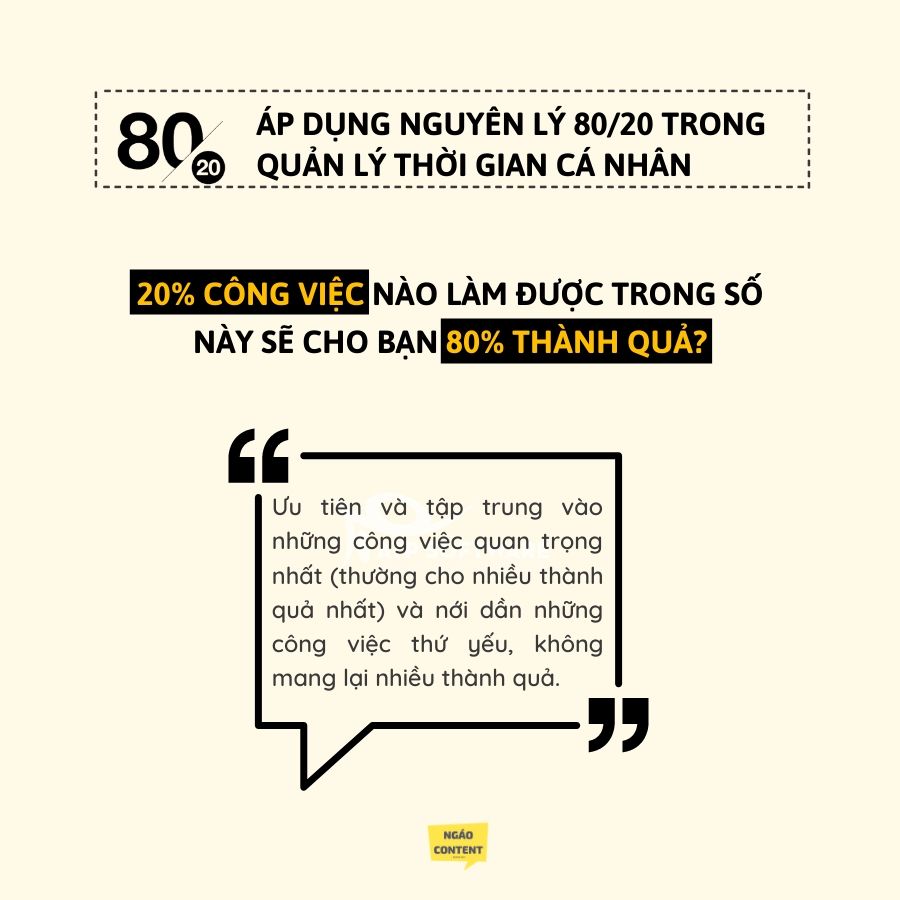 80
20
ÁP DỤNG NGUYÊN LÝ 80/20 TRONG
QUẢN LÝ THỜI GIAN CÁ NHÂN
20% CÔNG VIỆC NÀO LÀM ĐƯỢC TRONG SỐ
NÀY SẼ CHO BẠN 80% THÀNH QUẢ?
Ưu tiên và tập trung vào
những công việc quan trọng
nhất (thường cho nhiều thành
quả nhất) và nới dần những
công việc thứ yếu, không
mang lại nhiều thành quả.
NGÁO
CONTENT